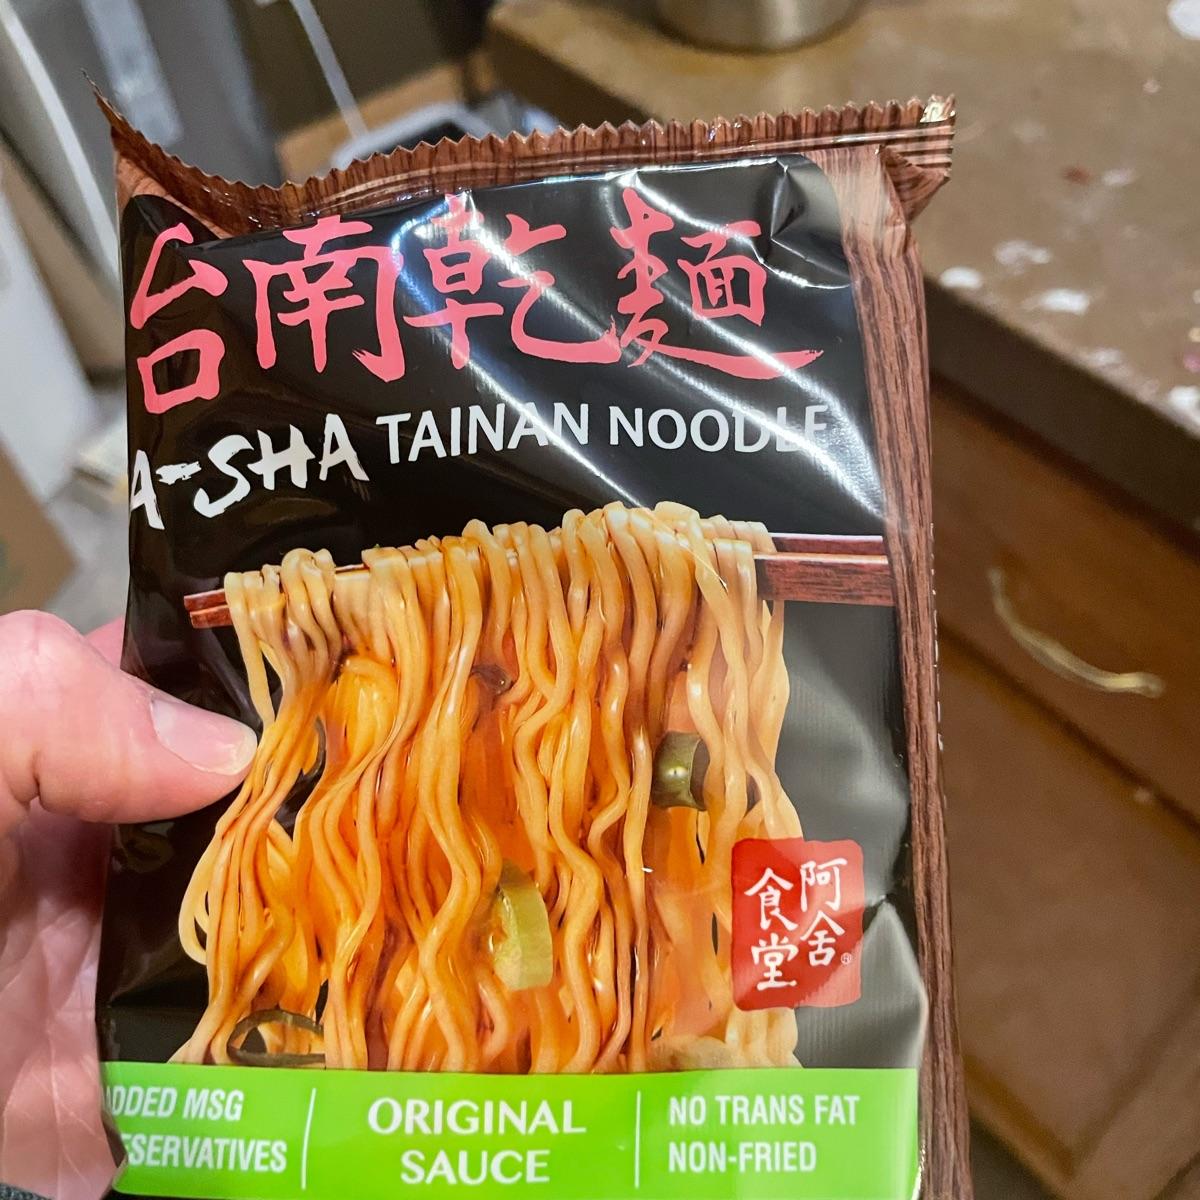 台南乾麵
A-SHA TAINAN NOODLE
阿舍
食堂
ADDED MSG
ESERVATIVES
ORIGINAL
SAUCE
NO TRANS FAT
NON-FRIED